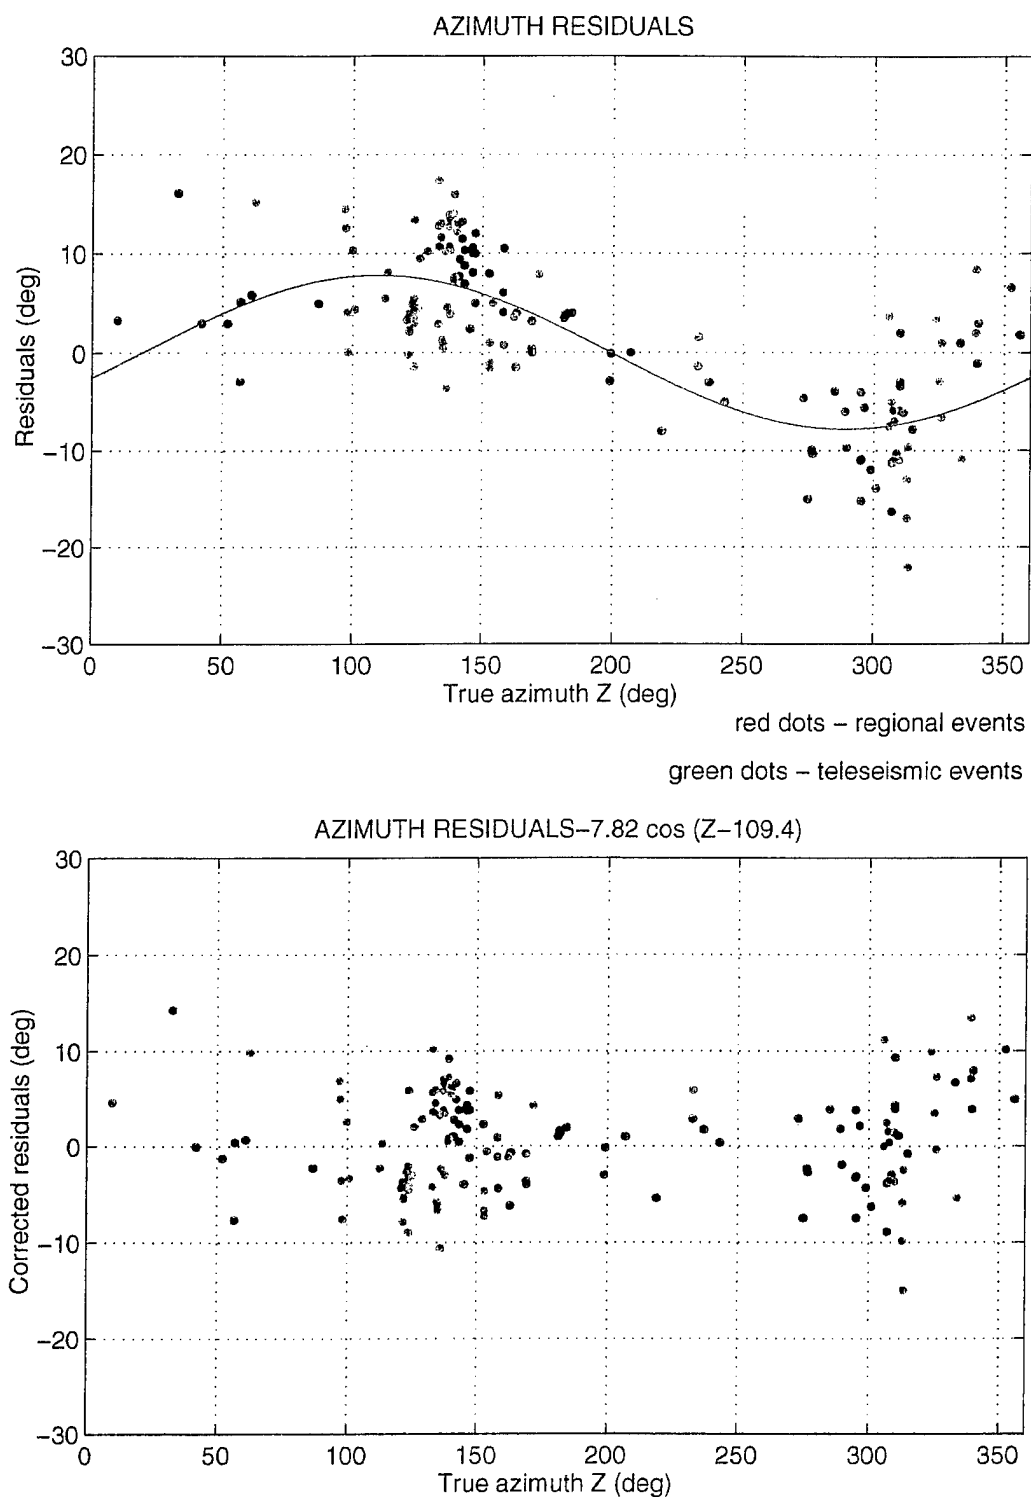 AZIMUTH RESIDUALS
30
20
10
0
−10
−20
−30
Residuals (deg)
0 50 100 150 200 250 300 350
True azimuth Z (deg)
red dots − regional events
green dots − teleseismic events
AZIMUTH RESIDUALS−7.82 cos (Z−109.4)
30
20
10
0
−10
−20
−30
Corrected residuals (deg)
0 50 100 150 200 250 300 350
True azimuth Z (deg)